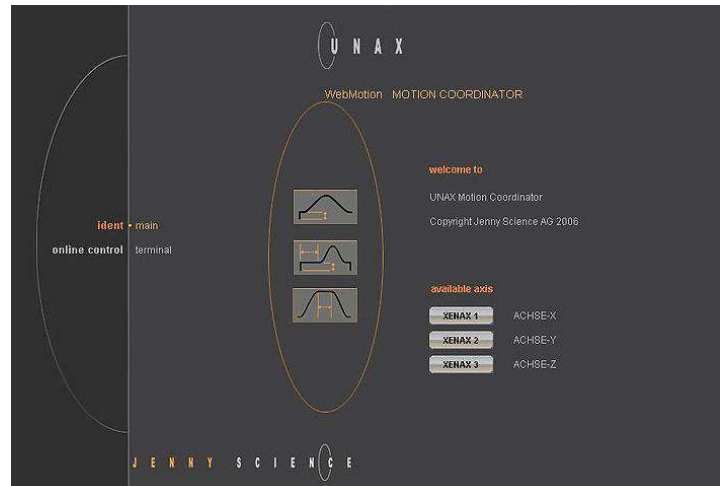 UNAX
WebMotion MOTION COORDINATOR
ident • main
online control terminal
welcome to
UNAX Motion Coordinator
Copyright Jenny Science AG 2006
available axis
XENAX 1 ACHSE-X
XENAX 2 ACHSE-Y
XENAX 3 ACHSE-Z
JENNY SCIENCE